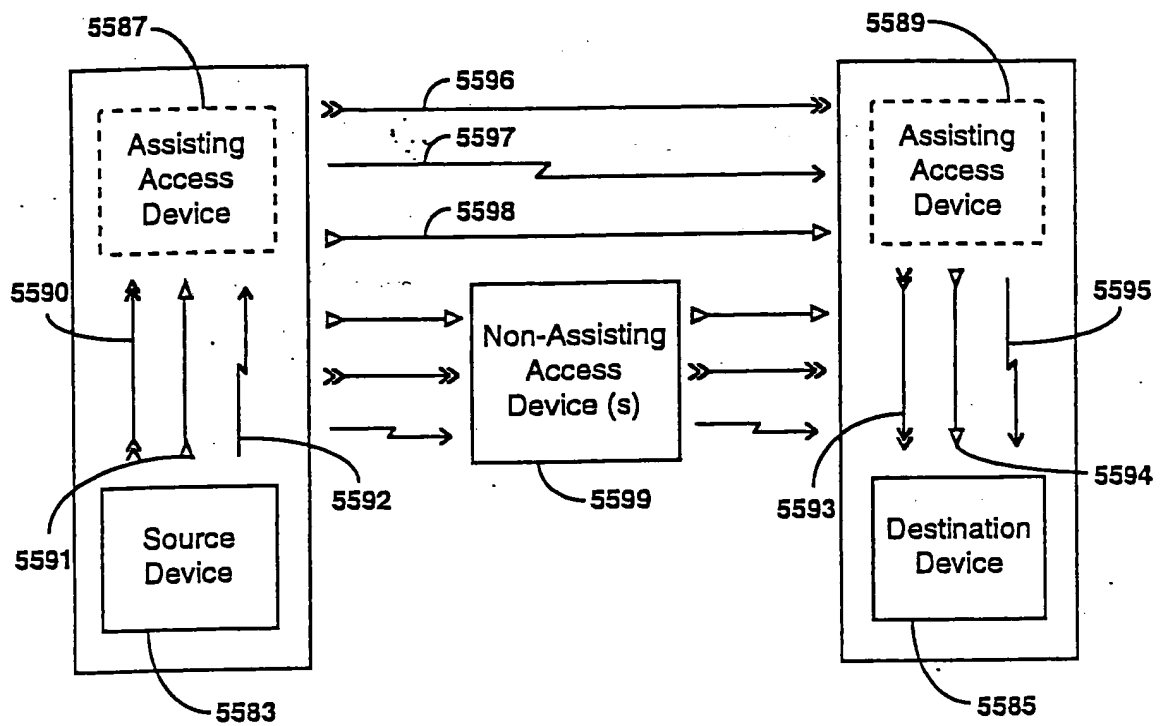 5587
5589
5596
Assisting
Access
Device
5597
Assisting
Access
Device
5598
5590
Non-Assisting
Access
Device (s)
5595
5592
5599
5593
5594
5591
Source
Device
Destination
Device
5583
5585